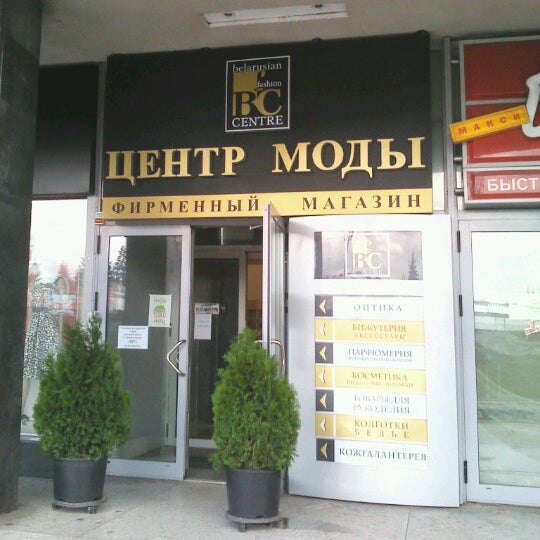 belarusian
fashion
BFC
CENTRE
ЦЕНТР МОДЫ
ФИРМЕННЫЙ МАГАЗИН
МАКСИ
БЫСТ
ОПТИКА
БИЖУТЕРИЯ
АКСЕССУАРЫ
ПАРФЮМЕРИЯ
КОСМЕТИКА
ТОВАРЫ ДЛЯ
РУКОДЕЛИЯ
КОЛГОТКИ
БЕЛЬЕ
КОЖГАЛАНТЕРЕЯ